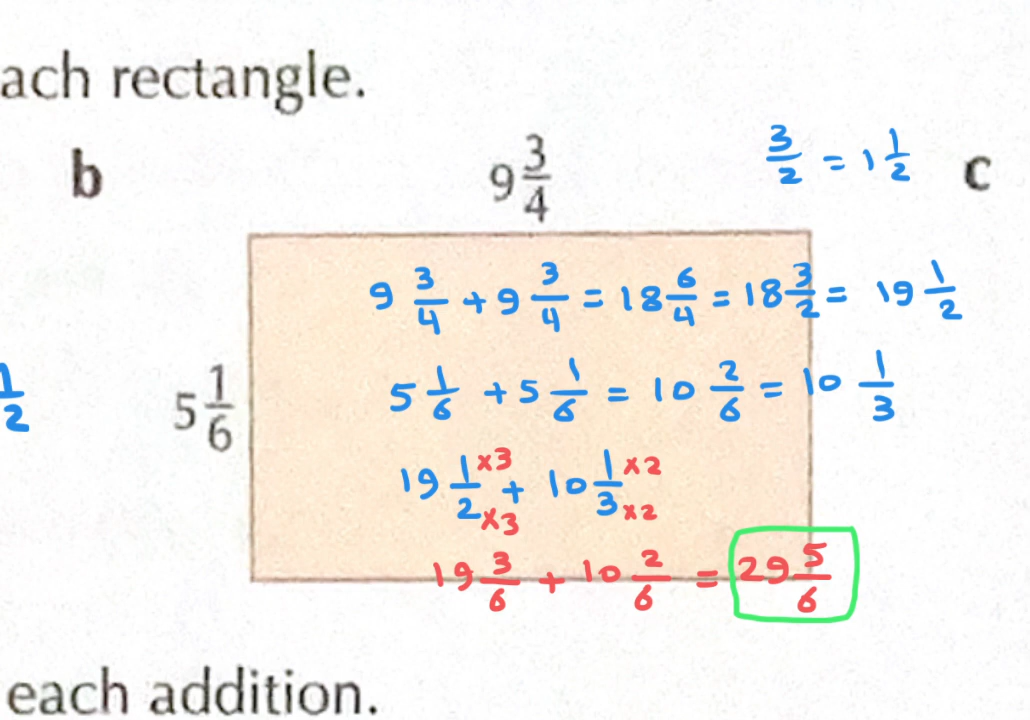 ach rectangle.
b
9 3/4
3/2 = 1 1/2
c
9 3/4 + 9 3/4 = 18 6/4 = 18 3/2 = 19 1/2
1/2
5 1/6
5 1/6 + 5 1/6 = 10 2/6 = 10 1/3
19 1/2 ×3 ×3 + 10 1/3 ×2 ×2
19 3/6 + 10 2/6 = 29 5/6
each addition.